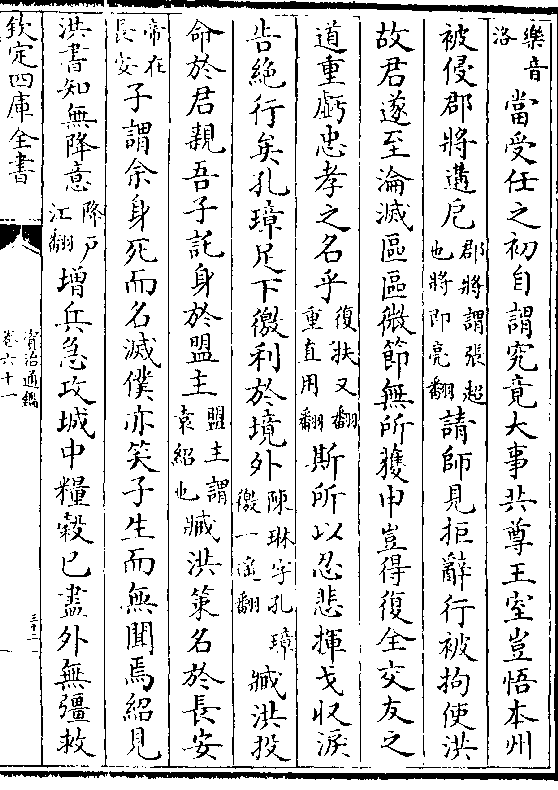 樂音洛當受任之初自謂究竟大事共尊王室豈悟本州
被侵郡將遘戹郡將謂張超也將即亮翻請師見拒辭行被拘使洪
故君遂至淪滅區區微節無所獲申豈得復全交友之
道重虧忠孝之名乎復扶又翻重直用翻斯所以忍悲揮戈收淚
告絶行矣孔璋足下徼利於境外陳琳字孔璋徼一遥翻臧洪投
命於君親吾子託身於盟主盟主謂袁紹也臧洪策名於長安
帝在長安子謂余身死而名滅僕亦笑子生而無聞焉紹見
洪書知無降意降户江翻增兵急攻城中糧穀已盡外無彊救
欽定四庫全書
資治通鑑
卷六十一
三十二